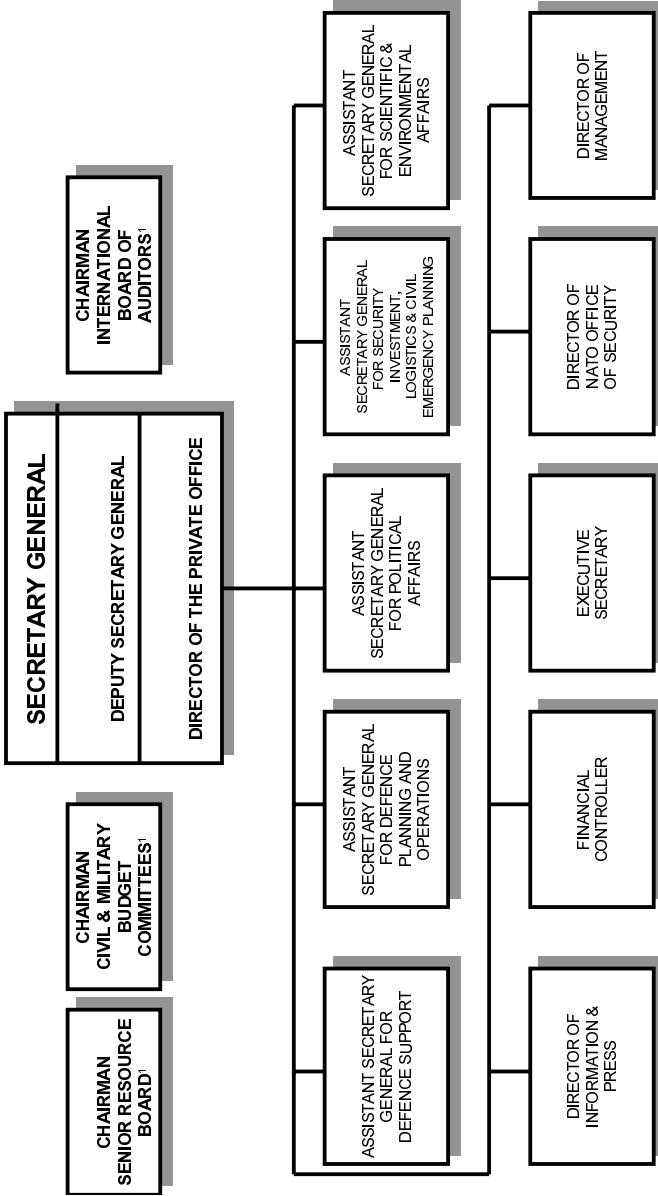 CHAIRMAN
SENIOR RESOURCE
BOARD¹
CHAIRMAN
CIVIL & MILITARY
BUDGET
COMMITTEES¹
SECRETARY GENERAL
DEPUTY SECRETARY GENERAL
DIRECTOR OF THE PRIVATE OFFICE
CHAIRMAN
INTERNATIONAL
BOARD OF
AUDITORS¹
ASSISTANT SECRETARY
GENERAL FOR
DEFENCE SUPPORT
ASSISTANT
SECRETARY GENERAL
FOR DEFENCE
PLANNING AND
OPERATIONS
ASSISTANT
SECRETARY GENERAL
FOR POLITICAL
AFFAIRS
ASSISTANT
SECRETARY GENERAL
FOR SECURITY
INVESTMENT,
LOGISTICS & CIVIL
EMERGENCY PLANNING
ASSISTANT
SECRETARY GENERAL
FOR SCIENTIFIC &
ENVIRONMENTAL
AFFAIRS
DIRECTOR OF
INFORMATION &
PRESS
FINANCIAL
CONTROLLER
EXECUTIVE
SECRETARY
DIRECTOR OF
NATO OFFICE
OF SECURITY
DIRECTOR OF
MANAGEMENT